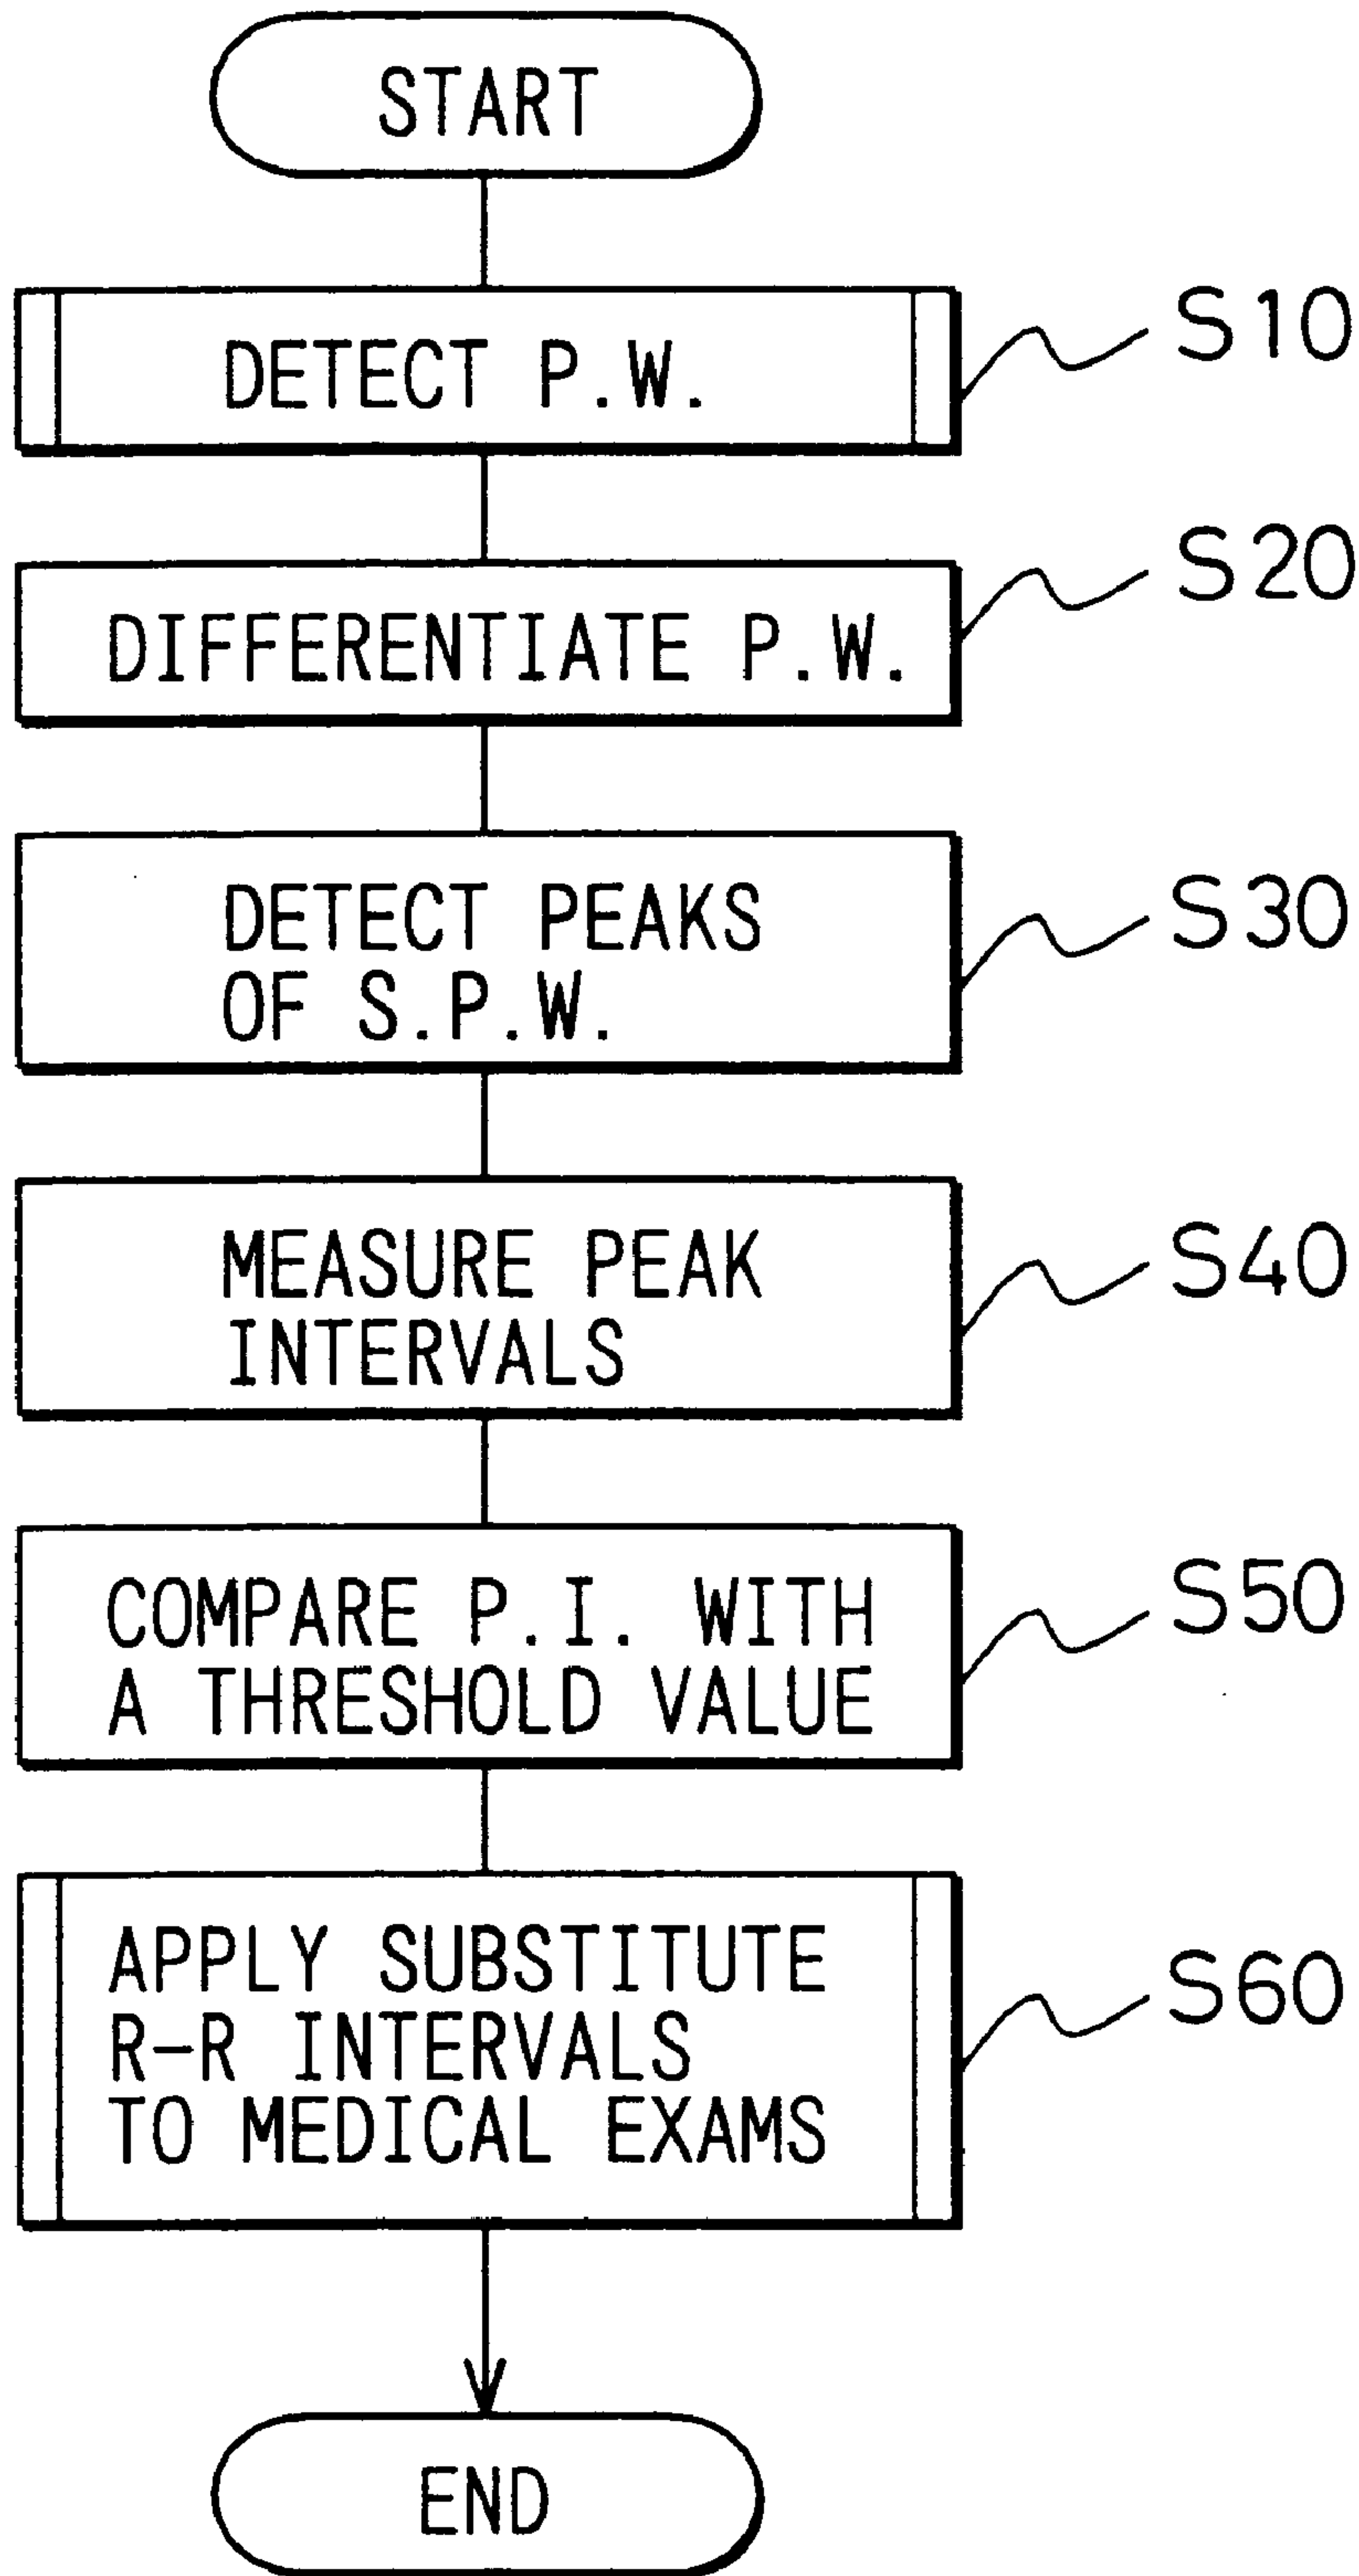 START
DETECT P.W.
S10
DIFFERENTIATE P.W.
S20
DETECT PEAKS
OF S.P.W.
S30
MEASURE PEAK
INTERVALS
S40
COMPARE P.I. WITH
A THRESHOLD VALUE
S50
APPLY SUBSTITUTE
R-R INTERVALS
TO MEDICAL EXAMS
S60
END